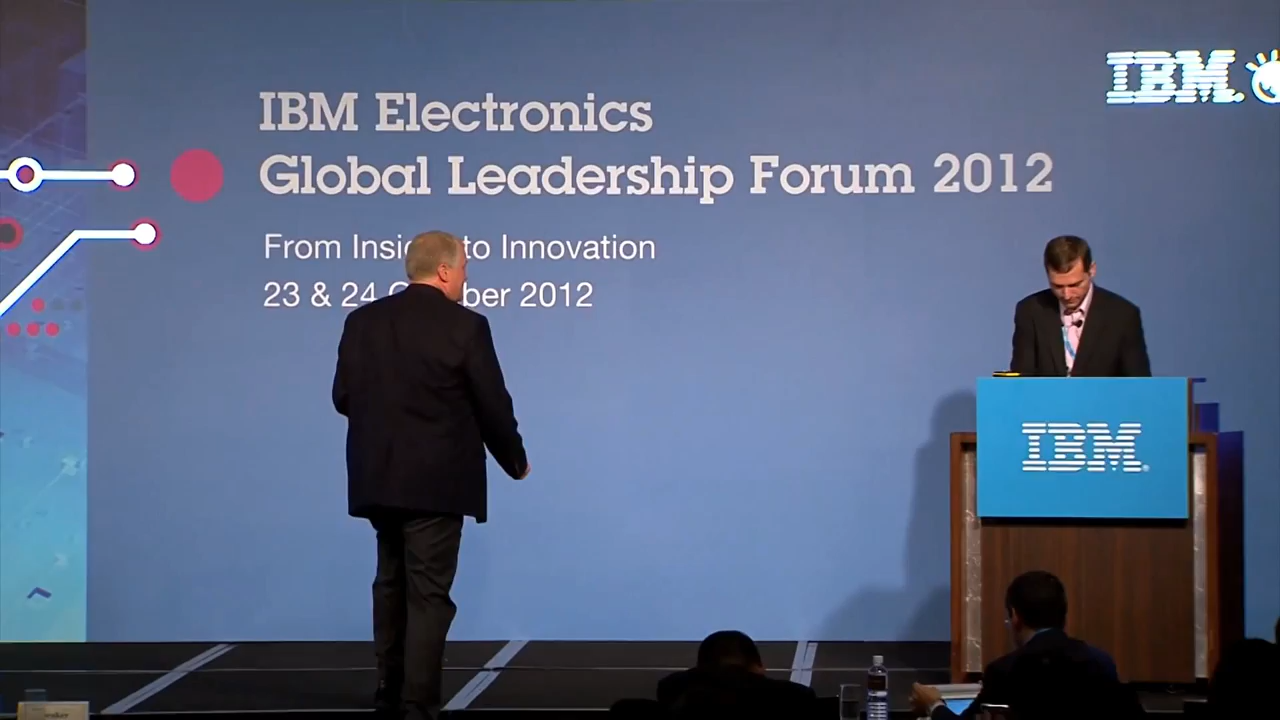 IBM Electronics
Global Leadership Forum 2012
From Insi to Innovation
23 & 24 O ber 2012
IBM.
IBM.